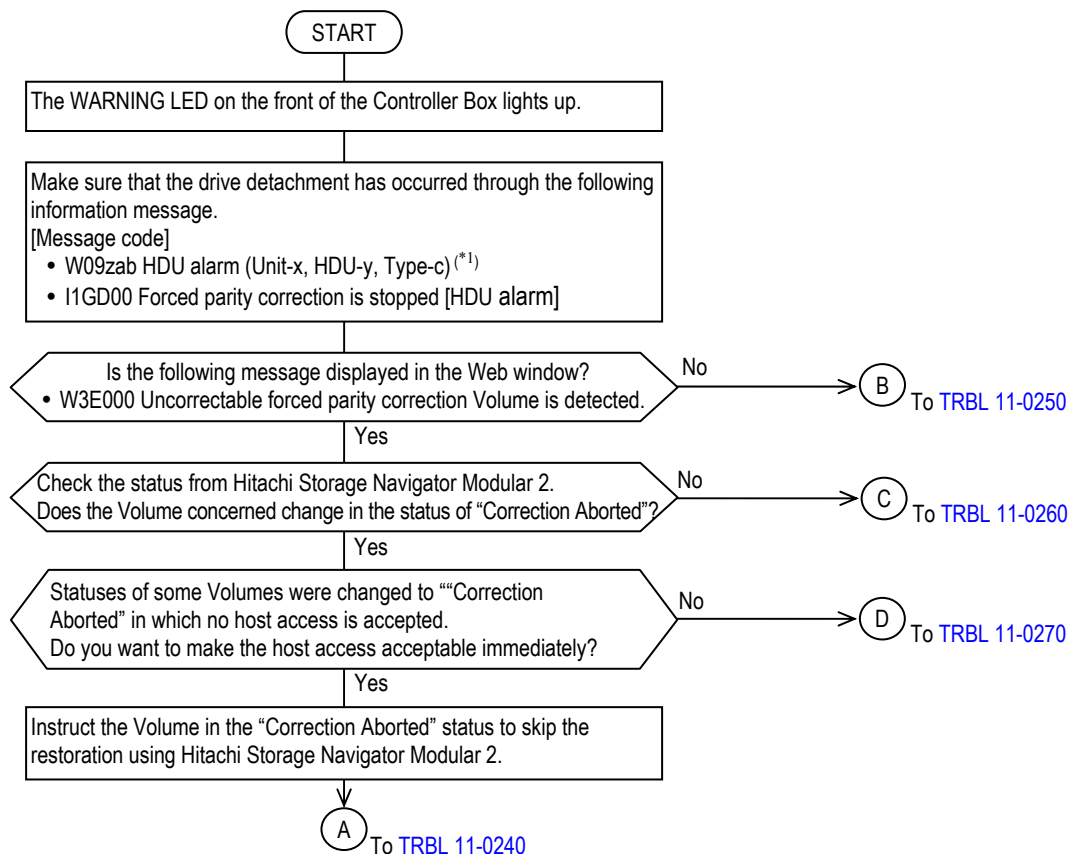 START
The WARNING LED on the front of the Controller Box lights up.
Make sure that the drive detachment has occurred through the following
information message.
[Message code]
• W09zab HDU alarm (Unit-x, HDU-y, Type-c) (*1)
• I1GD00 Forced parity correction is stopped [HDU alarm]
Is the following message displayed in the Web window?
• W3E000 Uncorrectable forced parity correction Volume is detected.
No
B
To TRBL 11-0250
Yes
Check the status from Hitachi Storage Navigator Modular 2.
Does the Volume concerned change in the status of “Correction Aborted”?
No
C
To TRBL 11-0260
Yes
Statuses of some Volumes were changed to ““Correction
Aborted” in which no host access is accepted.
Do you want to make the host access acceptable immediately?
No
D
To TRBL 11-0270
Yes
Instruct the Volume in the “Correction Aborted” status to skip the
restoration using Hitachi Storage Navigator Modular 2.
A
To TRBL 11-0240